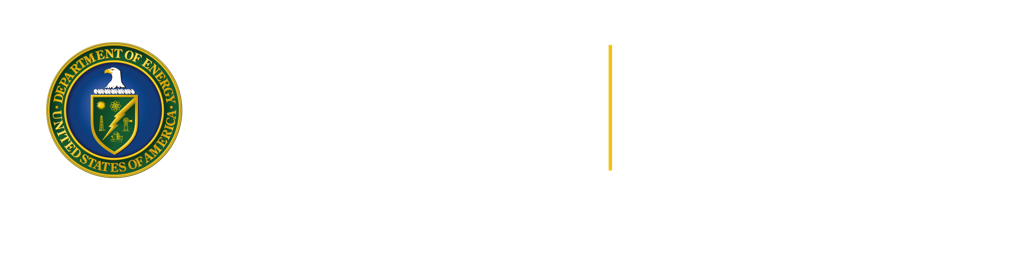 DEPARTMENT OF ENERGY
UNITED STATES OF AMERICA